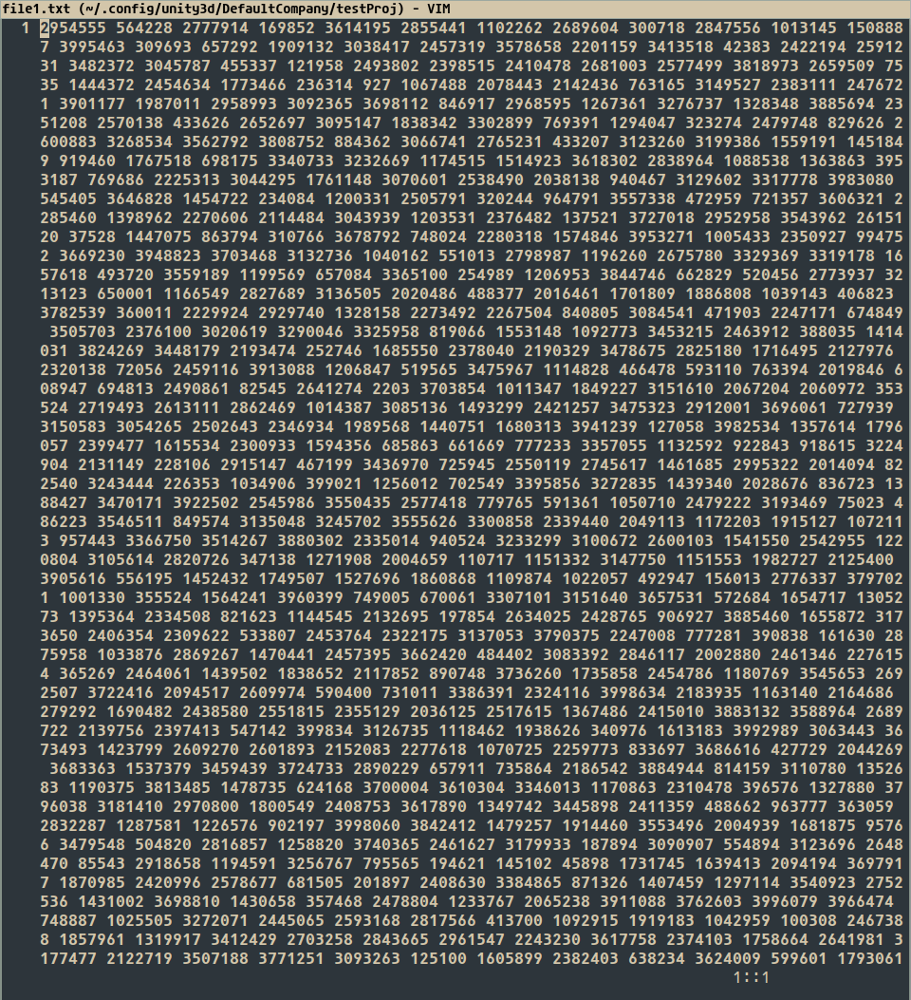 file1.txt (~/.config/unity3d/DefaultCompany/testProj) - VIM
1 2954555 564228 2777914 169852 3614195 2855441 1102262 2689604 300718 2847556 1013145 150888
7 3995463 309693 657292 1909132 3038417 2457319 3578658 2201159 3413518 42383 2422194 25912
31 3482372 3045787 455337 121958 2493802 2398515 2410478 2681003 2577499 3818973 2659509 75
35 1444372 2454634 1773466 236314 927 1067488 2078443 2142436 763165 3149527 2383111 247672
1 3901177 1987011 2958993 3092365 3698112 846917 2968595 1267361 3276737 1328348 3885694 23
51208 2570138 433626 2652697 3095147 1838342 3302899 769391 1294047 323274 2479748 829626 2
600883 3268534 3562792 3808752 884362 3066741 2765231 433207 3123260 3199386 1559191 145184
9 919460 1767518 698175 3340733 3232669 1174515 1514923 3618302 2838964 1088538 1363863 395
3187 769686 2225313 3044295 1761148 3070601 2538490 2038138 940467 3129602 3317778 3983080
545405 3646828 1454722 234084 1200331 2505791 320244 964791 3557338 472959 721357 3606321 2
285460 1398962 2270606 2114484 3043939 1203531 2376482 137521 3727018 2952958 3543962 26151
20 37528 1447075 863794 310766 3678792 748024 2280318 1574846 3953271 1005433 2350927 99475
2 3669230 3948823 3703468 3132736 1040162 551013 2798987 1196260 2675780 3329369 3319178 16
57618 493720 3559189 1199569 657084 3365100 254989 1206953 3844746 662829 520456 2773937 32
13123 650001 1166549 2827689 3136505 2020486 488377 2016461 1701809 1886808 1039143 406823
3782539 360011 2229924 2929740 1328158 2273492 2267504 840805 3084541 471903 2247171 674849
3505703 2376100 3020619 3290046 3325958 819066 1553148 1092773 3453215 2463912 388035 1414
031 3824269 3448179 2193474 252746 1685550 2378040 2190329 3478675 2825180 1716495 2127976
2320138 72056 2459116 3913088 1206847 519565 3475967 1114828 466478 593110 763394 2019846 6
08947 694813 2490861 82545 2641274 2203 3703854 1011347 1849227 3151610 2067204 2060972 353
524 2719493 2613111 2862469 1014387 3085136 1493299 2421257 3475323 2912001 3696061 727939
3150583 3054265 2502643 2346934 1989568 1440751 1680313 3941239 127058 3982534 1357614 1796
057 2399477 1615534 2300933 1594356 685863 661669 777233 3357055 1132592 922843 918615 3224
904 2131149 228106 2915147 467199 3436970 725945 2550119 2745617 1461685 2995322 2014094 82
2540 3243444 226353 1034906 399021 1256012 702549 3395856 3272835 1439340 2028676 836723 13
88427 3470171 3922502 2545986 3550435 2577418 779765 591361 1050710 2479222 3193469 75023 4
86223 3546511 849574 3135048 3245702 3555626 3300858 2339440 2049113 1172203 1915127 107211
3 957443 3366750 3514267 3880302 2335014 940524 3233299 3100672 2600103 1541550 2542955 122
0804 3105614 2820726 347138 1271908 2004659 110717 1151332 3147750 1151553 1982727 2125400
3905616 556195 1452432 1749507 1527696 1860868 1109874 1022057 492947 156013 2776337 379702
1 1001330 355524 1564241 3960399 749005 670061 3307101 3151640 3657531 572684 1654717 13052
73 1395364 2334508 821623 1144545 2132695 197854 2634025 2428765 906927 3885460 1655872 317
3650 2406354 2309622 533807 2453764 2322175 3137053 3790375 2247008 777281 390838 161630 28
75958 1033876 2869267 1470441 2457395 3662420 484402 3083392 2846117 2002880 2461346 227615
4 365269 2464061 1439502 1838652 2117852 890748 3736260 1735858 2454786 1180769 3545653 269
2507 3722416 2094517 2609974 590400 731011 3386391 2324116 3998634 2183935 1163140 2164686
279292 1690482 2438580 2551815 2355129 2036125 2517615 1367486 2415010 3883132 3588964 2689
722 2139756 2397413 547142 399834 3126735 1118462 1938626 340976 1613183 3992989 3063443 36
73493 1423799 2609270 2601893 2152083 2277618 1070725 2259773 833697 3686616 427729 2044269
3683363 1537379 3459439 3724733 2890229 657911 735864 2186542 3884944 814159 3110780 13526
83 1190375 3813485 1478735 624168 3700004 3610304 3346013 1170863 2310478 396576 1327880 37
96038 3181410 2970800 1800549 2408753 3617890 1349742 3445898 2411359 488662 963777 363059
2832287 1287581 1226576 902197 3998060 3842412 1479257 1914460 3553496 2004939 1681875 9576
6 3479548 504820 2816857 1258820 3740365 2461627 3179933 187894 3090907 554894 3123696 2648
470 85543 2918658 1194591 3256767 795565 194621 145102 45898 1731745 1639413 2094194 369791
7 1870985 2420996 2578677 681505 201897 2408630 3384865 871326 1407459 1297114 3540923 2752
536 1431002 3698810 1430658 357468 2478804 1233767 2065238 3911088 3762603 3996079 3966474
748887 1025505 3272071 2445065 2593168 2817566 413700 1092915 1919183 1042959 100308 246738
8 1857961 1319917 3412429 2703258 2843665 2961547 2243230 3617758 2374103 1758664 2641981 3
177477 2122719 3507188 3771251 3093263 125100 1605899 2382403 638234 3624009 599601 1793061
1::1